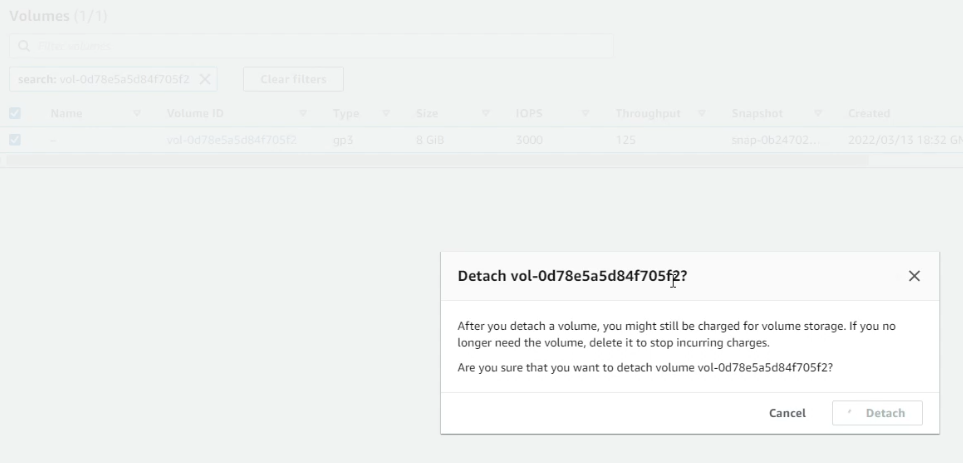 Volumes (1/1)
Filter volumes
search: vol-0d78e5a5d84f705f2
Clear filters
Name Volume ID Type Size IOPS Throughput Snapshot Created
- vol-0d78e5a5d84f705f2 gp3 8 GiB 3000 125 snap-0b24702... 2022/03/13 18:32 GM
Detach vol-0d78e5a5d84f705f2?
After you detach a volume, you might still be charged for volume storage. If you no
longer need the volume, delete it to stop incurring charges.
Are you sure that you want to detach volume vol-0d78e5a5d84f705f2?
Cancel Detach